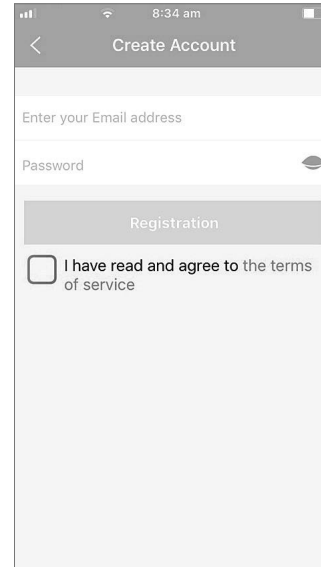 8:34 am
Create Account
Enter your Email address
Password
Registration
I have read and agree to the terms
of service